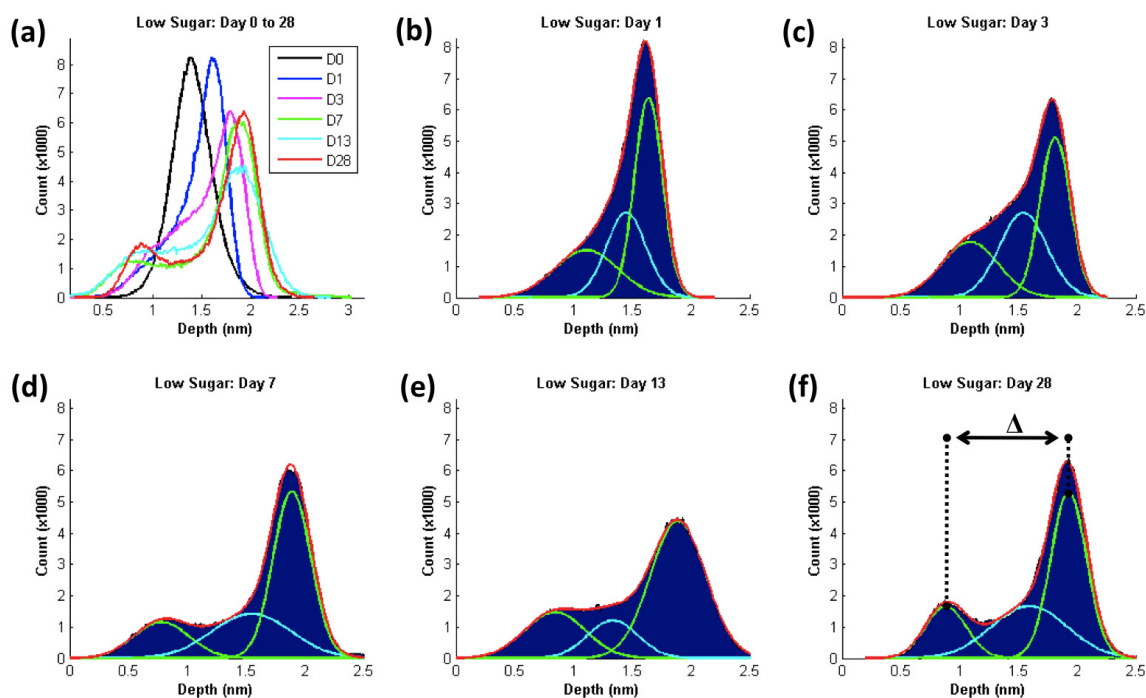 (a)
Low Sugar: Day 0 to 28
Count (x1000)
8
7
6
5
4
3
2
1
0
0.5 1 1.5 2 2.5 3
Depth (nm)
D0
D1
D3
D7
D13
D28
(b)
Low Sugar: Day 1
Count (x1000)
8
7
6
5
4
3
2
1
0
0 0.5 1 1.5 2 2.5
Depth (nm)
(c)
Low Sugar: Day 3
Count (x1000)
8
7
6
5
4
3
2
1
0
0 0.5 1 1.5 2 2.5
Depth (nm)
(d)
Low Sugar: Day 7
Count (x1000)
8
7
6
5
4
3
2
1
0
0 0.5 1 1.5 2 2.5
Depth (nm)
(e)
Low Sugar: Day 13
Count (x1000)
8
7
6
5
4
3
2
1
0
0 0.5 1 1.5 2 2.5
Depth (nm)
(f)
Low Sugar: Day 28
Δ
Count (x1000)
8
7
6
5
4
3
2
1
0
0 0.5 1 1.5 2 2.5
Depth (nm)